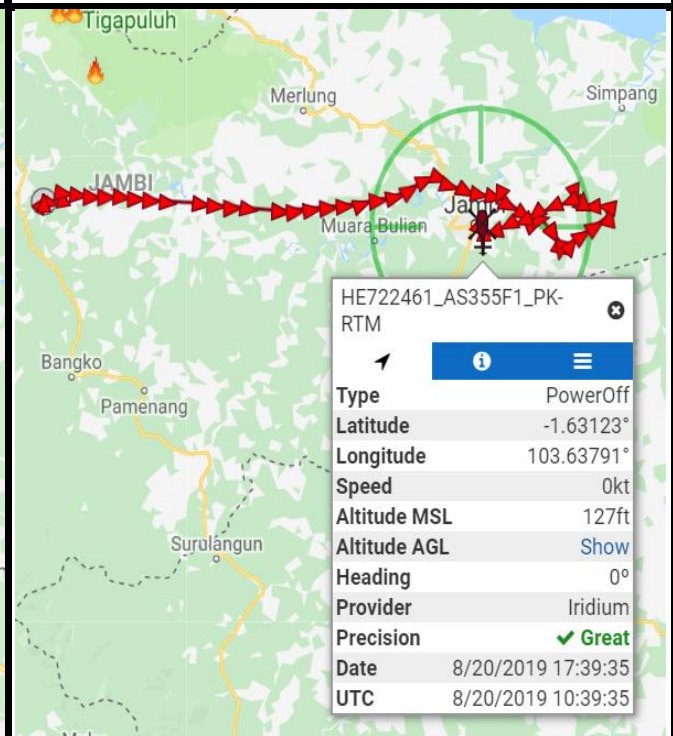 Tigapuluh
Merlung
Simpang
JAMBI
Muara Bulian
Bangko
Pamenang
Surulangun
HE722461_AS355F1_PK-
RTM
Type PowerOff
Latitude -1.63123°
Longitude 103.63791°
Speed 0kt
Altitude MSL 127ft
Altitude AGL Show
Heading 0º
Provider Iridium
Precision ✔ Great
Date 8/20/2019 17:39:35
UTC 8/20/2019 10:39:35